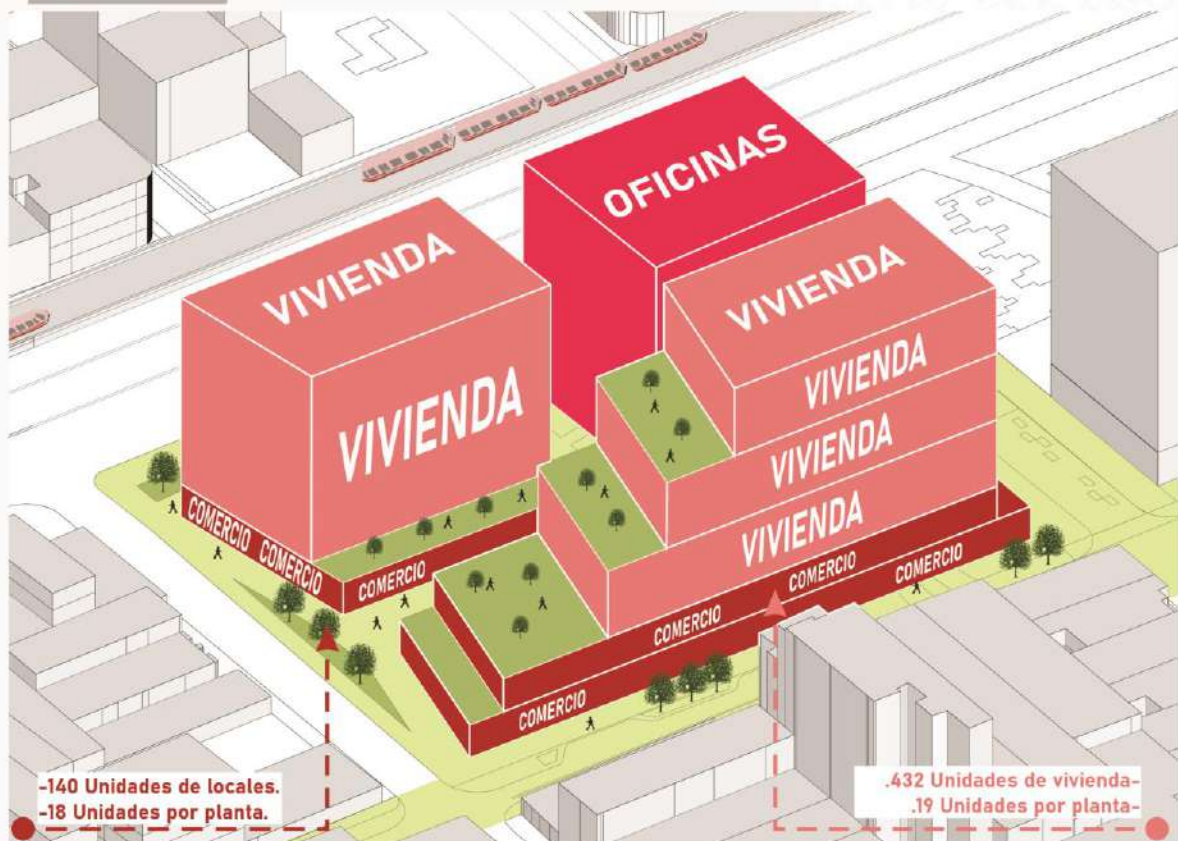 OFICINAS
VIVIENDA
VIVIENDA
VIVIENDA
VIVIENDA
VIVIENDA
VIVIENDA
COMERCIO COMERCIO
COMERCIO
COMERCIO
COMERCIO
COMERCIO
COMERCIO
-140 Unidades de locales.
-18 Unidades por planta.
.432 Unidades de vivienda-
.19 Unidades por planta-